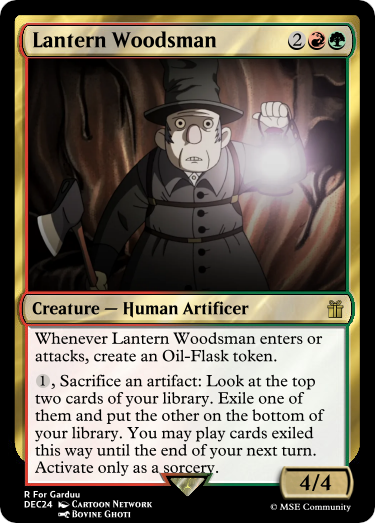 Lantern Woodsman 2
Creature — Human Artificer
Whenever Lantern Woodsman enters or
attacks, create an Oil-Flask token.
1, Sacrifice an artifact: Look at the top
two cards of your library. Exile one of
them and put the other on the bottom of
your library. You may play cards exiled
this way until the end of your next turn.
Activate only as a sorcery.
4/4
R For Garduu
DEC24 Cartoon Network
Bovine Ghoti
© MSE Community